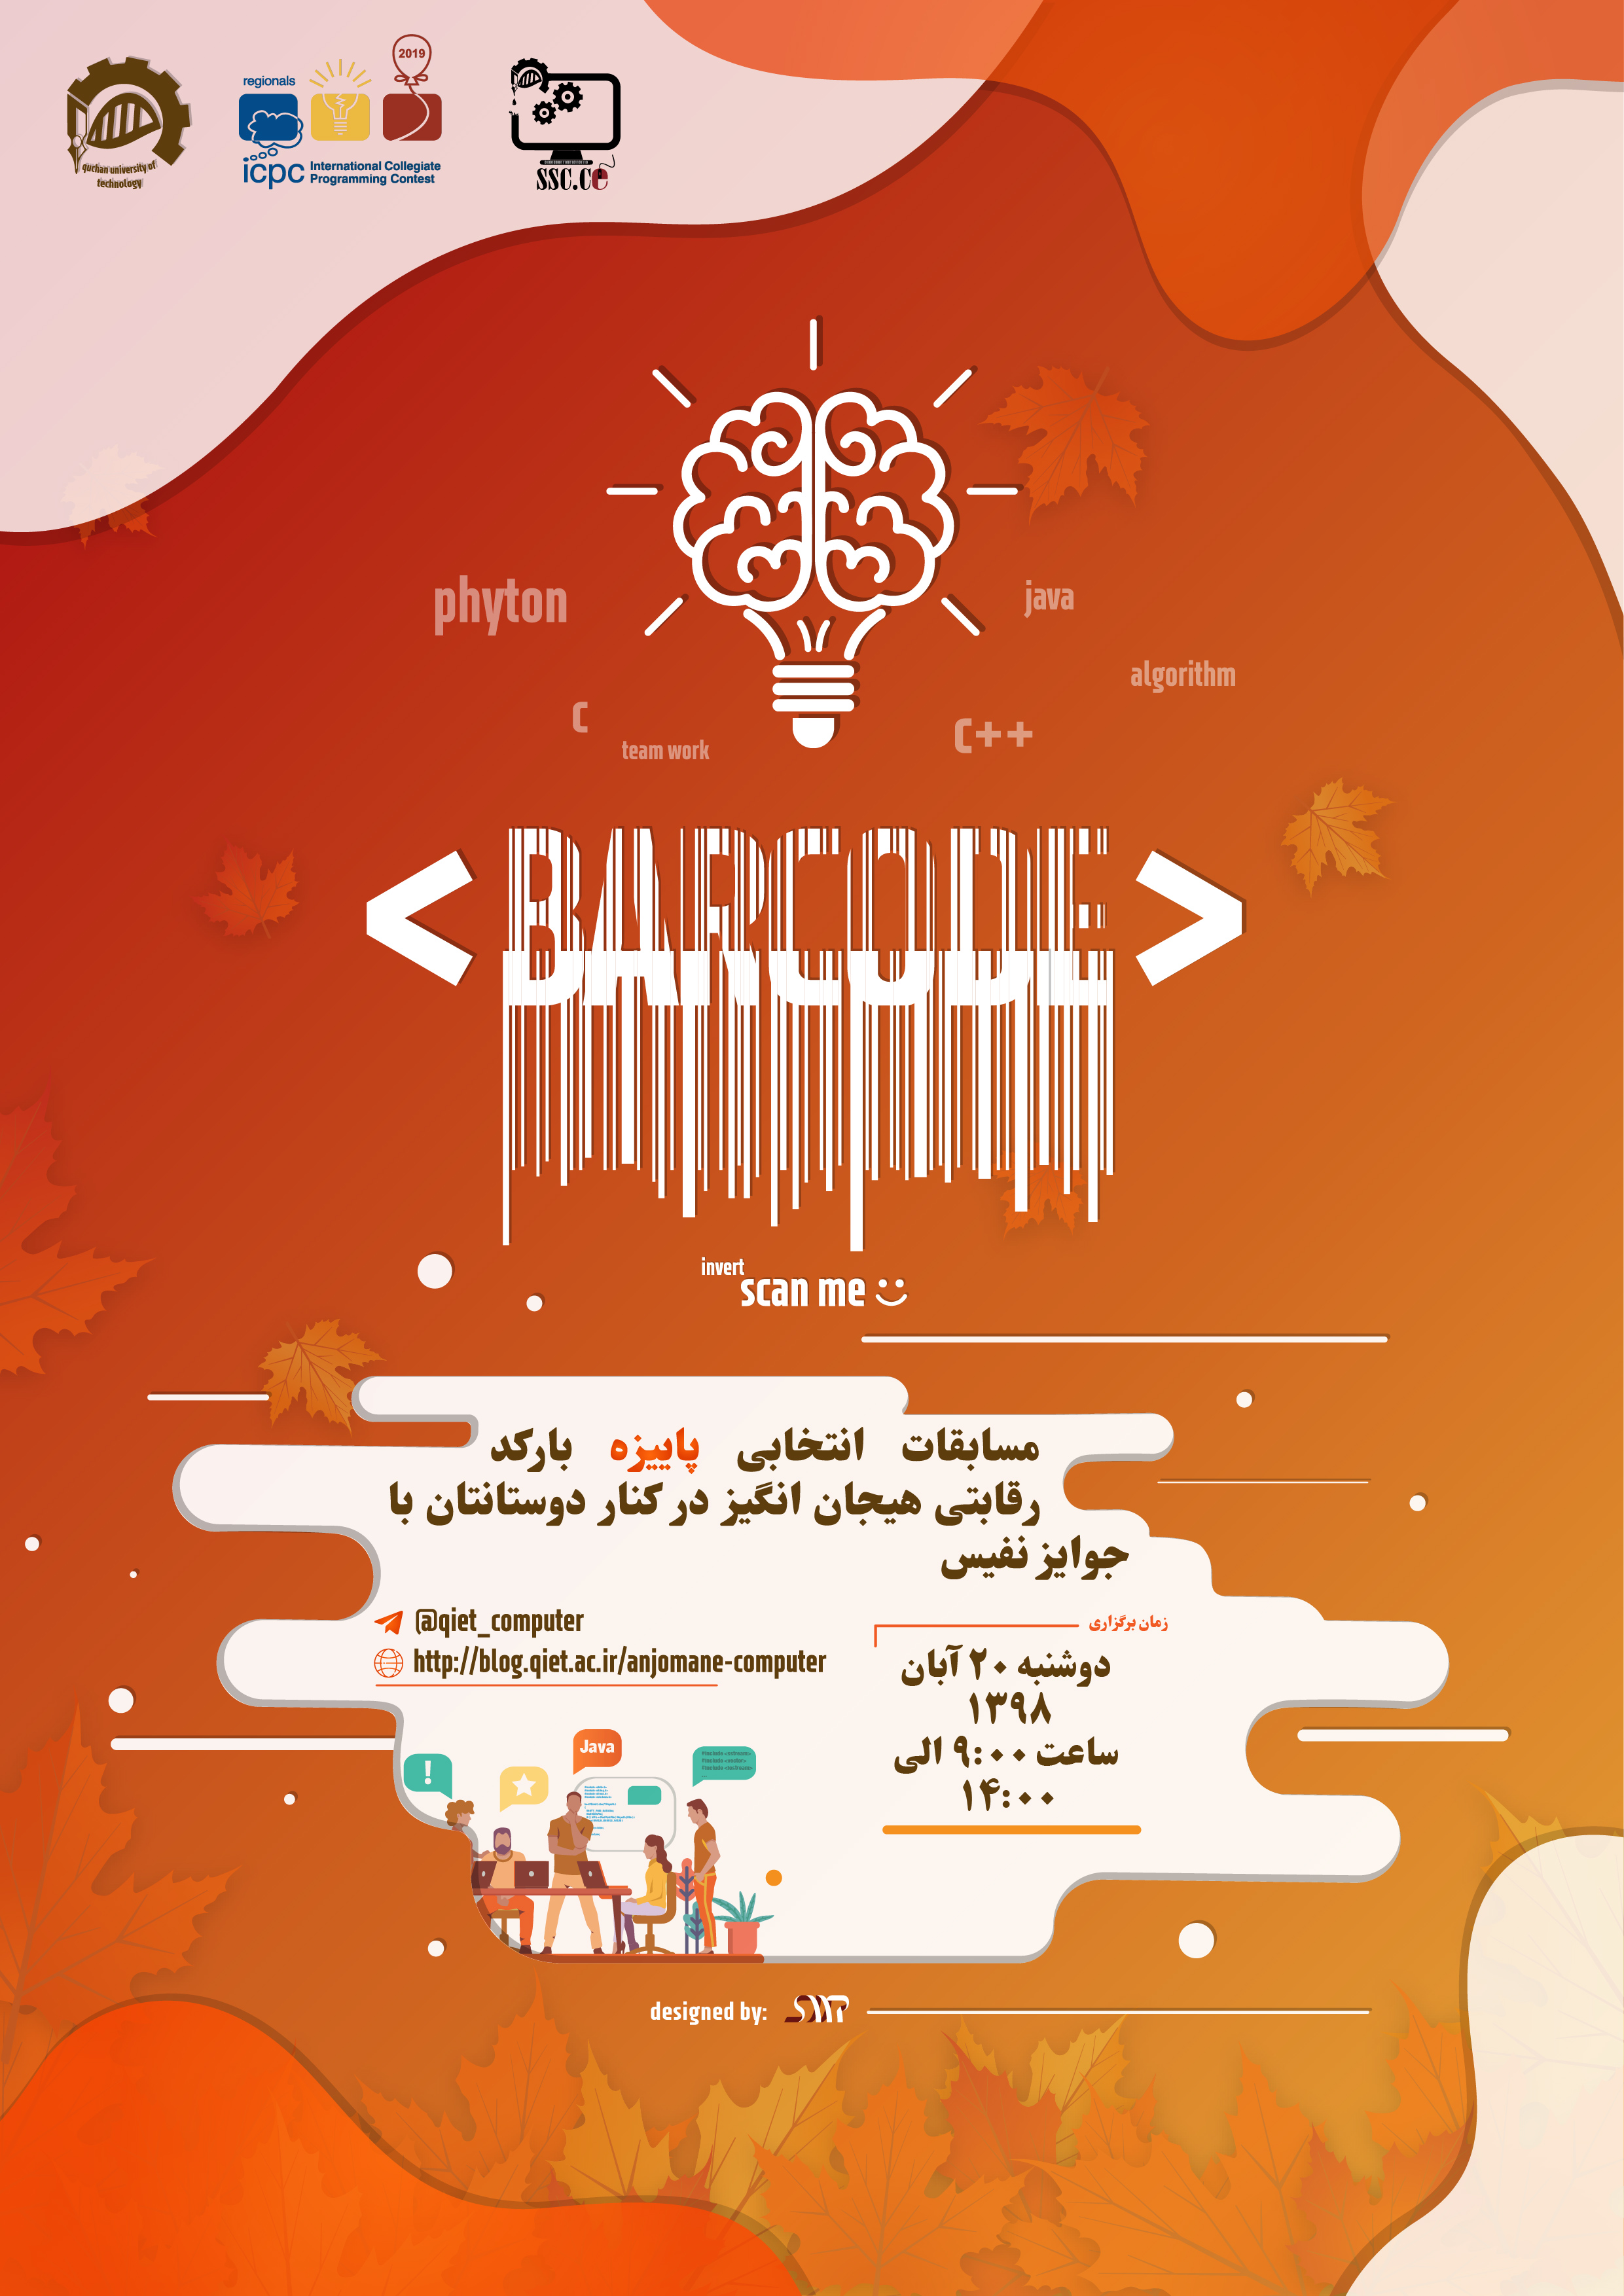 quchan university of
technology
regionals
2019
icpc International Collegiate
Programming Contest
SSC.ce
phyton
java
algorithm
C
C++
team work
< BARCODE >
invert
scan me
مسابقات انتخابی پاییزه بارکد
رقابتی هیجان انگیز در کنار دوستانتان با
جوایز نفیس
@qiet_computer
http://blog.qiet.ac.ir/anjomane-computer
زمان برگزاری
دوشنبه ۲۰ آبان
۱۳۹۸
ساعت ۹:۰۰ الی
۱۴:۰۰
!
Java
designed by: